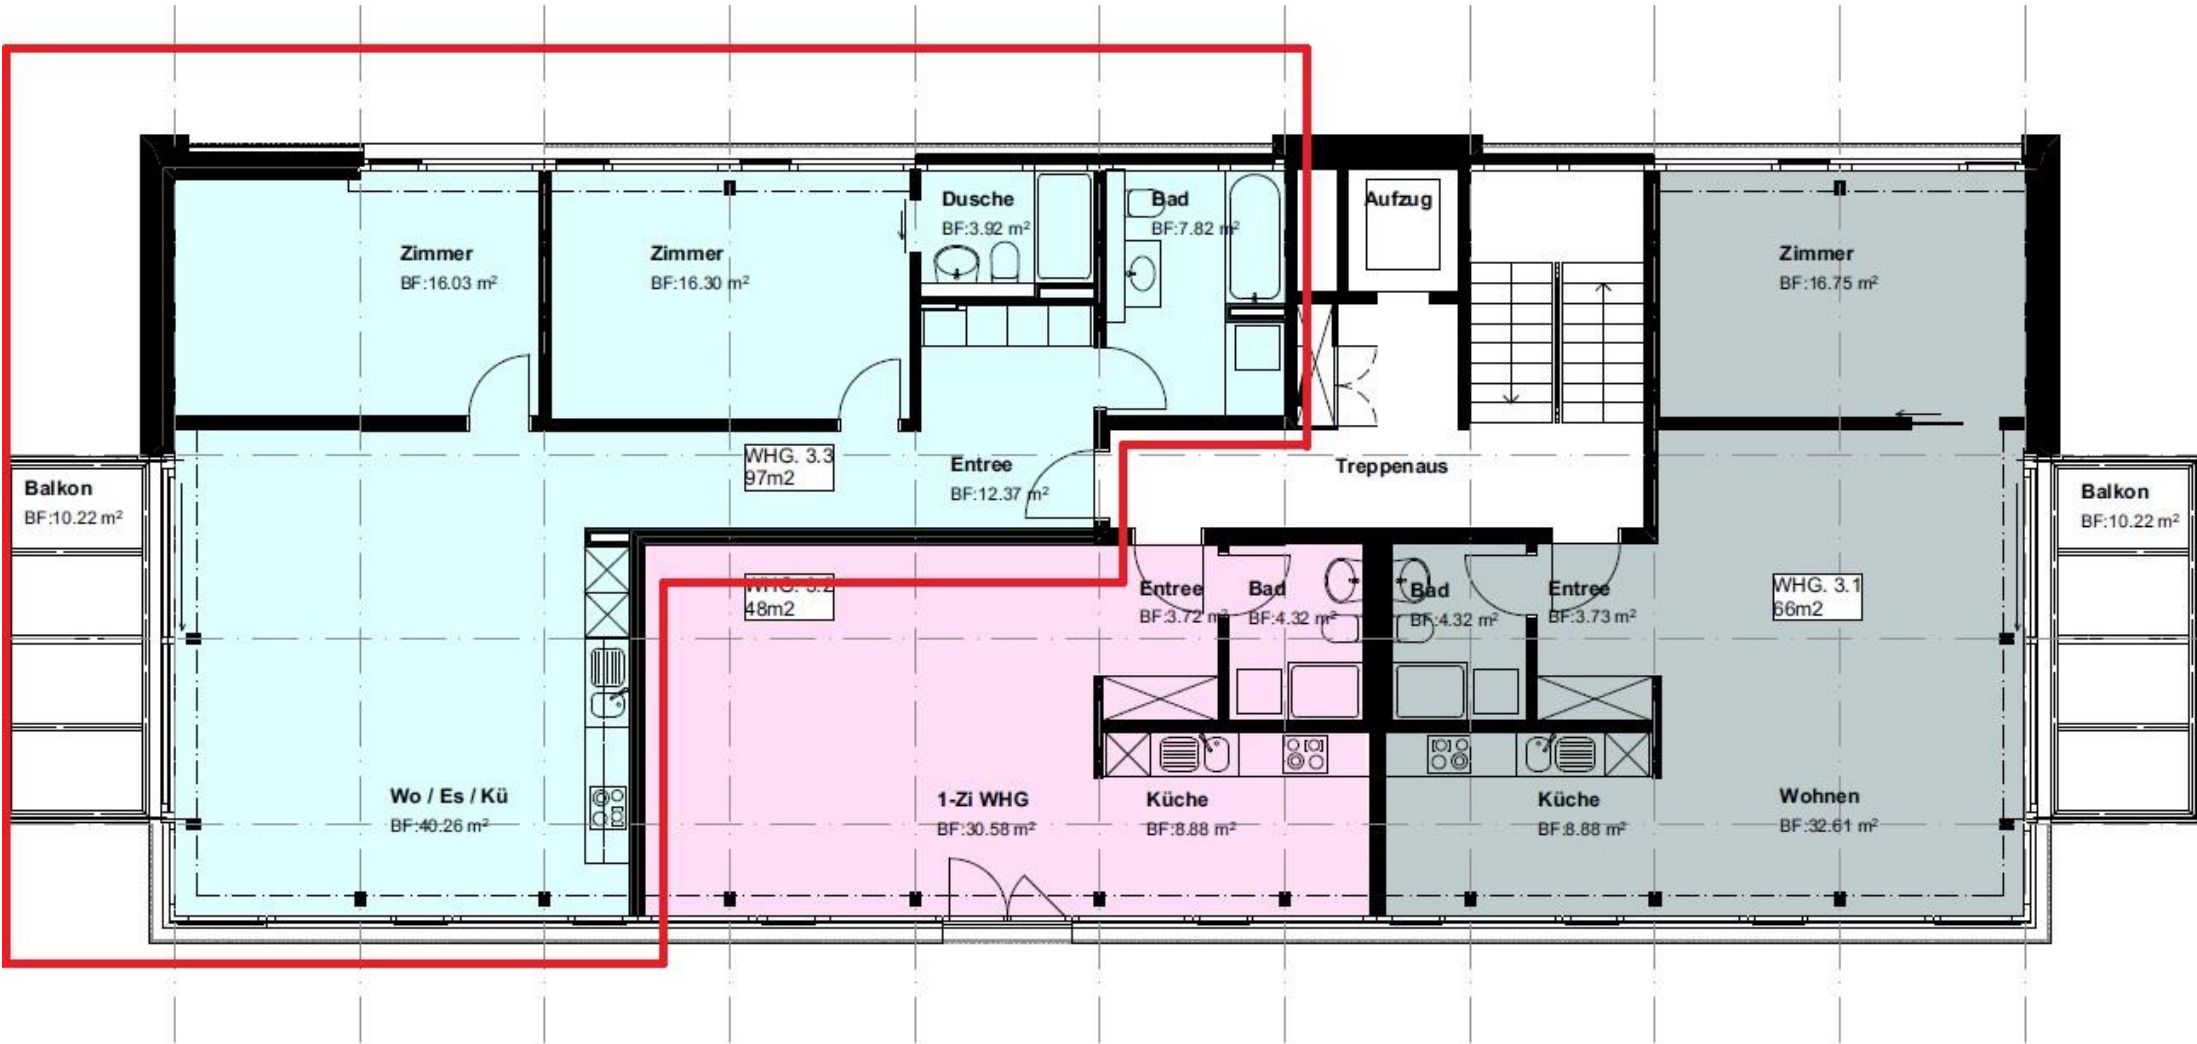 Dusche
BF:3.92 m²
Bad
BF:7.82 m²
Aufzug
Zimmer
BF:16.03 m²
Zimmer
BF:16.30 m²
Zimmer
BF:16.75 m²
WHG. 3.3
97m2
Entree
BF:12.37 m²
Treppenaus
Balkon
BF:10.22 m²
Balkon
BF:10.22 m²
WHG. 3.2
48m2
Entree
BF:3.72 m²
Bad
BF:4.32 m²
Bad
BF:4.32 m²
Entree
BF:3.73 m²
WHG. 3.1
66m2
Wo / Es / Kü
BF:40.26 m²
1-Zi WHG
BF:30.58 m²
Küche
BF:8.88 m²
Küche
BF:8.88 m²
Wohnen
BF:32.61 m²